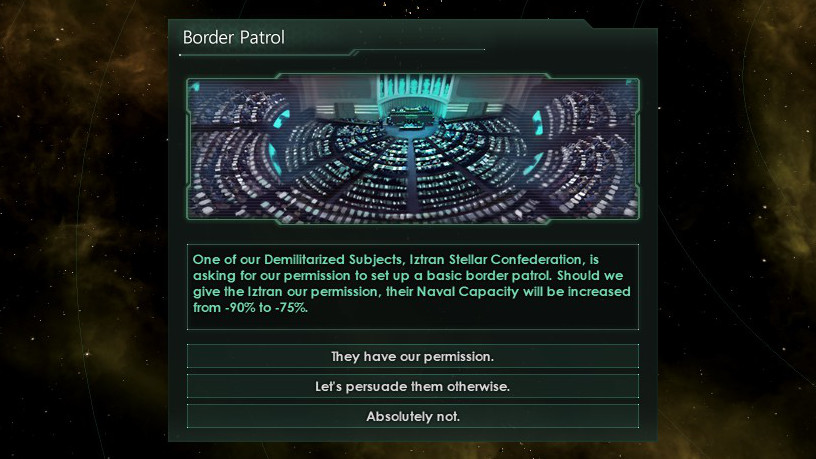 Border Patrol
One of our Demilitarized Subjects, Iztran Stellar Confederation, is
asking for our permission to set up a basic border patrol. Should we
give the Iztran our permission, their Naval Capacity will be increased
from -90% to -75%.
They have our permission.
Let's persuade them otherwise.
Absolutely not.